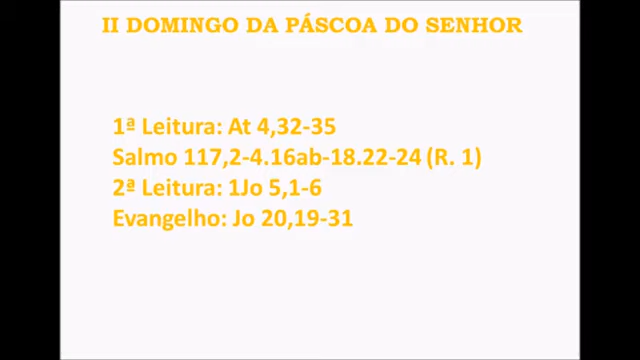 II DOMINGO DA PÁSCOA DO SENHOR
1ª Leitura: At 4,32-35
Salmo 117,2-4.16ab-18.22-24 (R. 1)
2ª Leitura: 1Jo 5,1-6
Evangelho: Jo 20,19-31